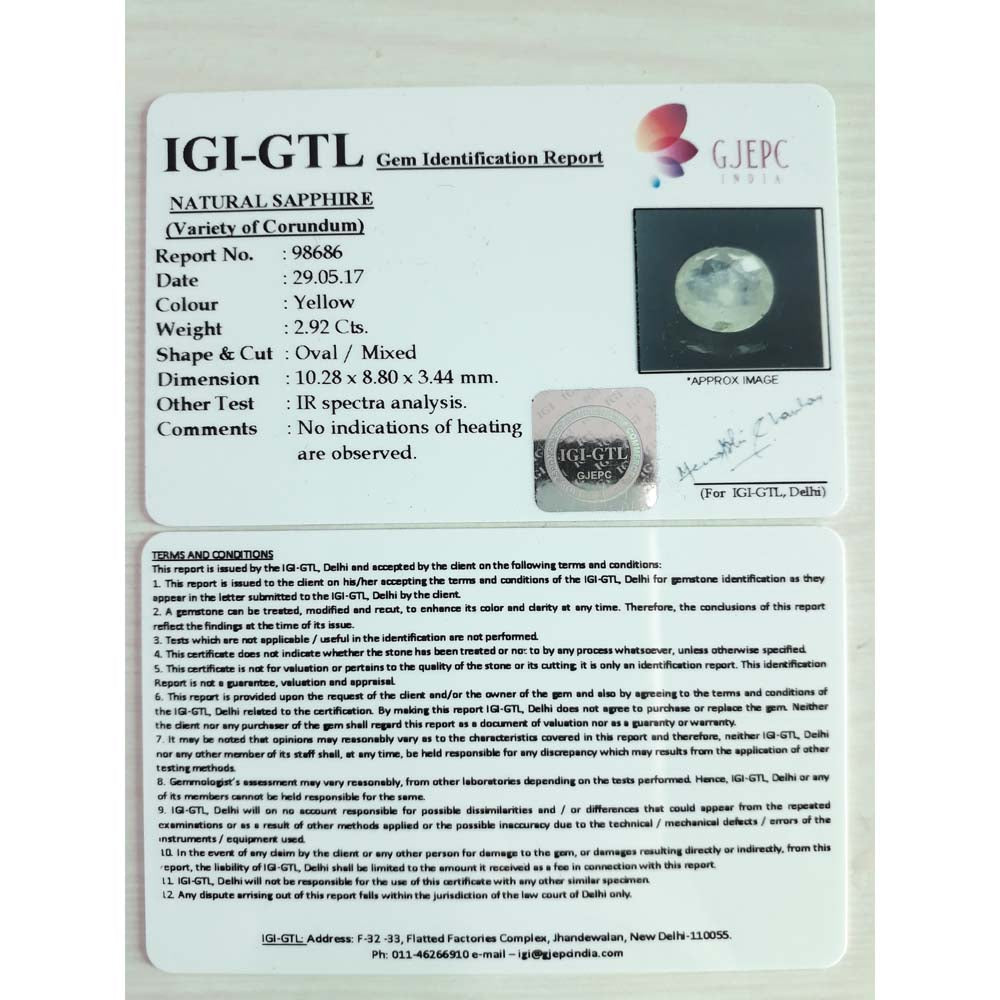 IGI-GTL Gem Identification Report
GJEPC
INDIA
NATURAL SAPPHIRE
(Variety of Corundum)
Report No. : 98686
Date : 29.05.17
Colour : Yellow
Weight : 2.92 Cts.
Shape & Cut : Oval / Mixed
Dimension : 10.28 x 8.80 x 3.44 mm.
Other Test : IR spectra analysis.
Comments : No indications of heating
are observed.
*APPROX IMAGE
IGI-GTL
GJEPC
(For IGI-GTL, Delhi)
TERMS AND CONDITIONS
This report is issued by the IGI-GTL, Delhi and accepted by the client on the following terms and conditions:
1. This report is issued to the client on his/her accepting the terms and conditions of the IGI-GTL, Delhi for gemstone identification as they
appear in the letter submitted to the IGI-GTL, Delhi by the client.
2. A gemstone can be treated, modified and recut, to enhance its color and clarity at any time. Therefore, the conclusions of this report
reflect the findings at the time of its issue.
3. Tests which are not applicable / useful in the identification are not performed.
4. This certificate does not indicate whether the stone has been treated or not to by any process whatsoever, unless otherwise specified.
5. This certificate is not for valuation or pertains to the quality of the stone or its cutting; it is only an identification report. This identification
Report is not a guarantee, valuation and appraisal.
6. This report is provided upon the request of the client and/or the owner of the gem and also by agreeing to the terms and conditions of
the IGI-GTL, Delhi related to the certification. By making this report IGI-GTL, Delhi does not agree to purchase or replace the gem. Neither
the client nor any purchaser of the gem shall regard this report as a document of valuation nor as a guaranty or warranty.
7. It may be noted that opinions may reasonably vary as to the characteristics covered in this report and therefore, neither IGI-GTL, Delhi
nor any other member of its staff shall, at any time, be held responsible for any discrepancy which may results from the application of other
testing methods.
8. Gemmologist's assessment may vary reasonably, from other laboratories depending on the tests performed. Hence, IGI-GTL, Delhi or any
of its members cannot be held responsible for the same.
9. IGI-GTL, Delhi will on no account responsible for possible dissimilarities and / or differences that could appear from the repeated
examinations or as a result of other methods applied or the possible inaccuracy due to the technical / mechanical defects / errors of the
instruments / equipment used.
10. In the event of any claim by the client or any other person for damage to the gem, or damages resulting directly or indirectly, from this
report, the liability of IGI-GTL, Delhi shall be limited to the amount it received as a fee in connection with this report.
11. IGI-GTL, Delhi will not be responsible for the use of this certificate with any other similar specimen.
12. Any dispute arrising out of this report falls within the jurisdiction of the law court of Delhi only.
IGI-GTL: Address: F-32 -33, Flatted Factories Complex, Jhandewalan, New Delhi-110055.
Ph: 011-46266910 e-mail – igi@gjepcindia.com